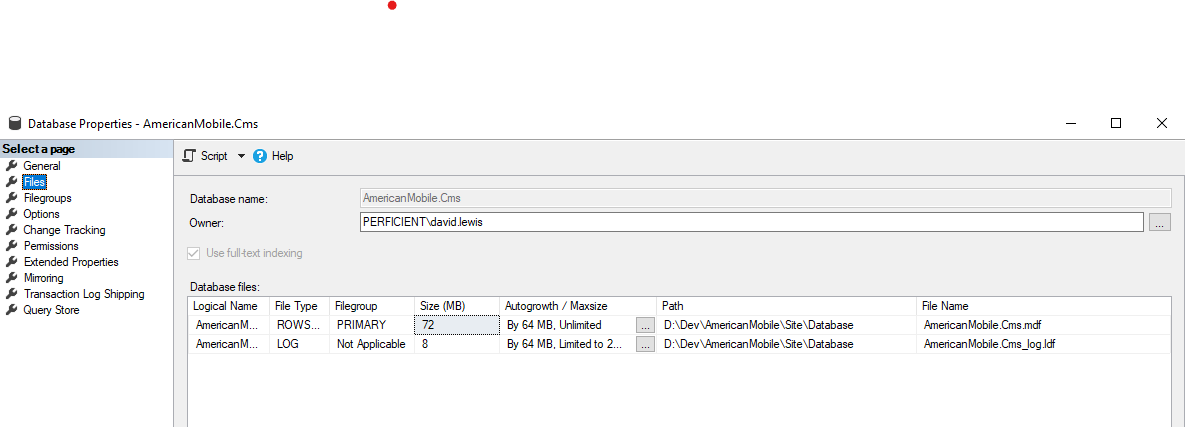 Database Properties - AmericanMobile.Cms
Select a page
General
Files
Filegroups
Options
Change Tracking
Permissions
Extended Properties
Mirroring
Transaction Log Shipping
Query Store
Script Help
Database name: AmericanMobile.Cms
Owner: PERFICIENT\david.lewis ...
Use full-text indexing
Database files:
Logical Name File Type Filegroup Size (MB) Autogrowth / Maxsize Path File Name
AmericanM... ROWS... PRIMARY 72 By 64 MB, Unlimited ... D:\Dev\AmericanMobile\Site\Database AmericanMobile.Cms.mdf
AmericanM... LOG Not Applicable 8 By 64 MB, Limited to 2... ... D:\Dev\AmericanMobile\Site\Database AmericanMobile.Cms_log.ldf